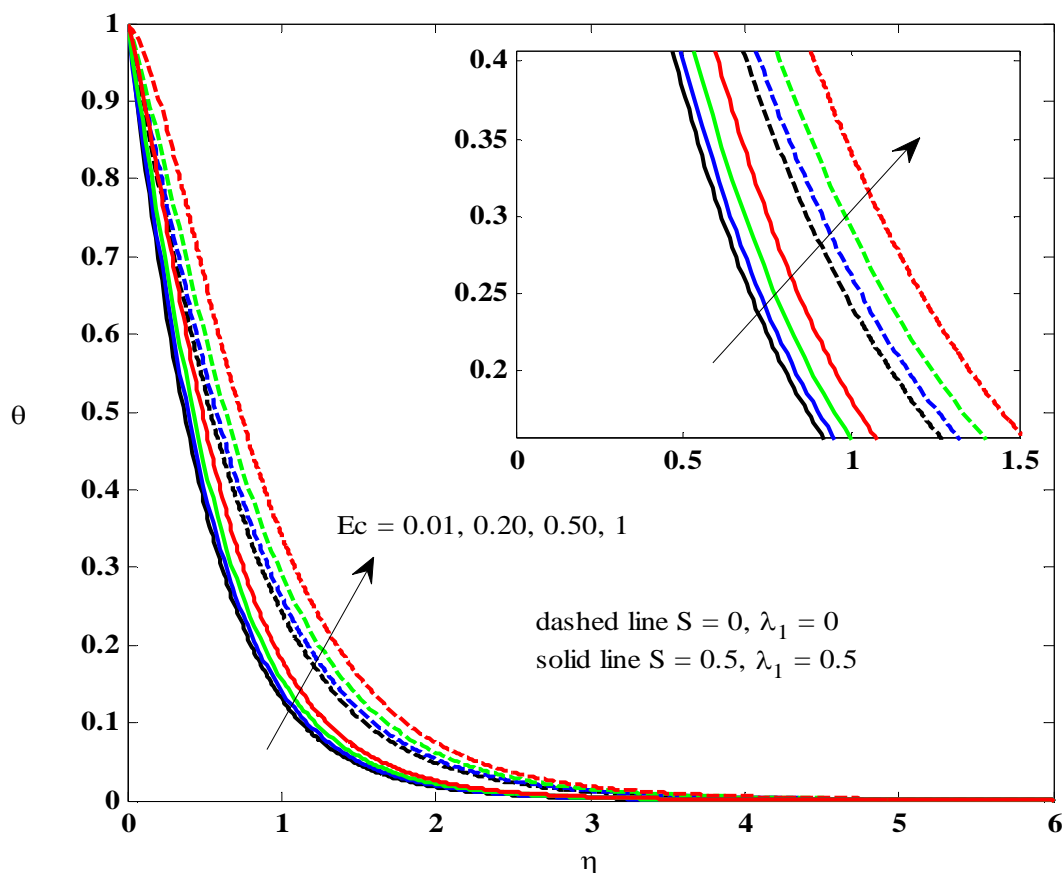 1
0.9
0.8
0.7
0.6
0.5
0.4
0.3
0.2
0.1
0
θ
0 1 2 3 4 5 6
η
0.4
0.35
0.3
0.25
0.2
0 0.5 1 1.5
Ec = 0.01, 0.20, 0.50, 1
dashed line S = 0, λ₁ = 0
solid line S = 0.5, λ₁ = 0.5